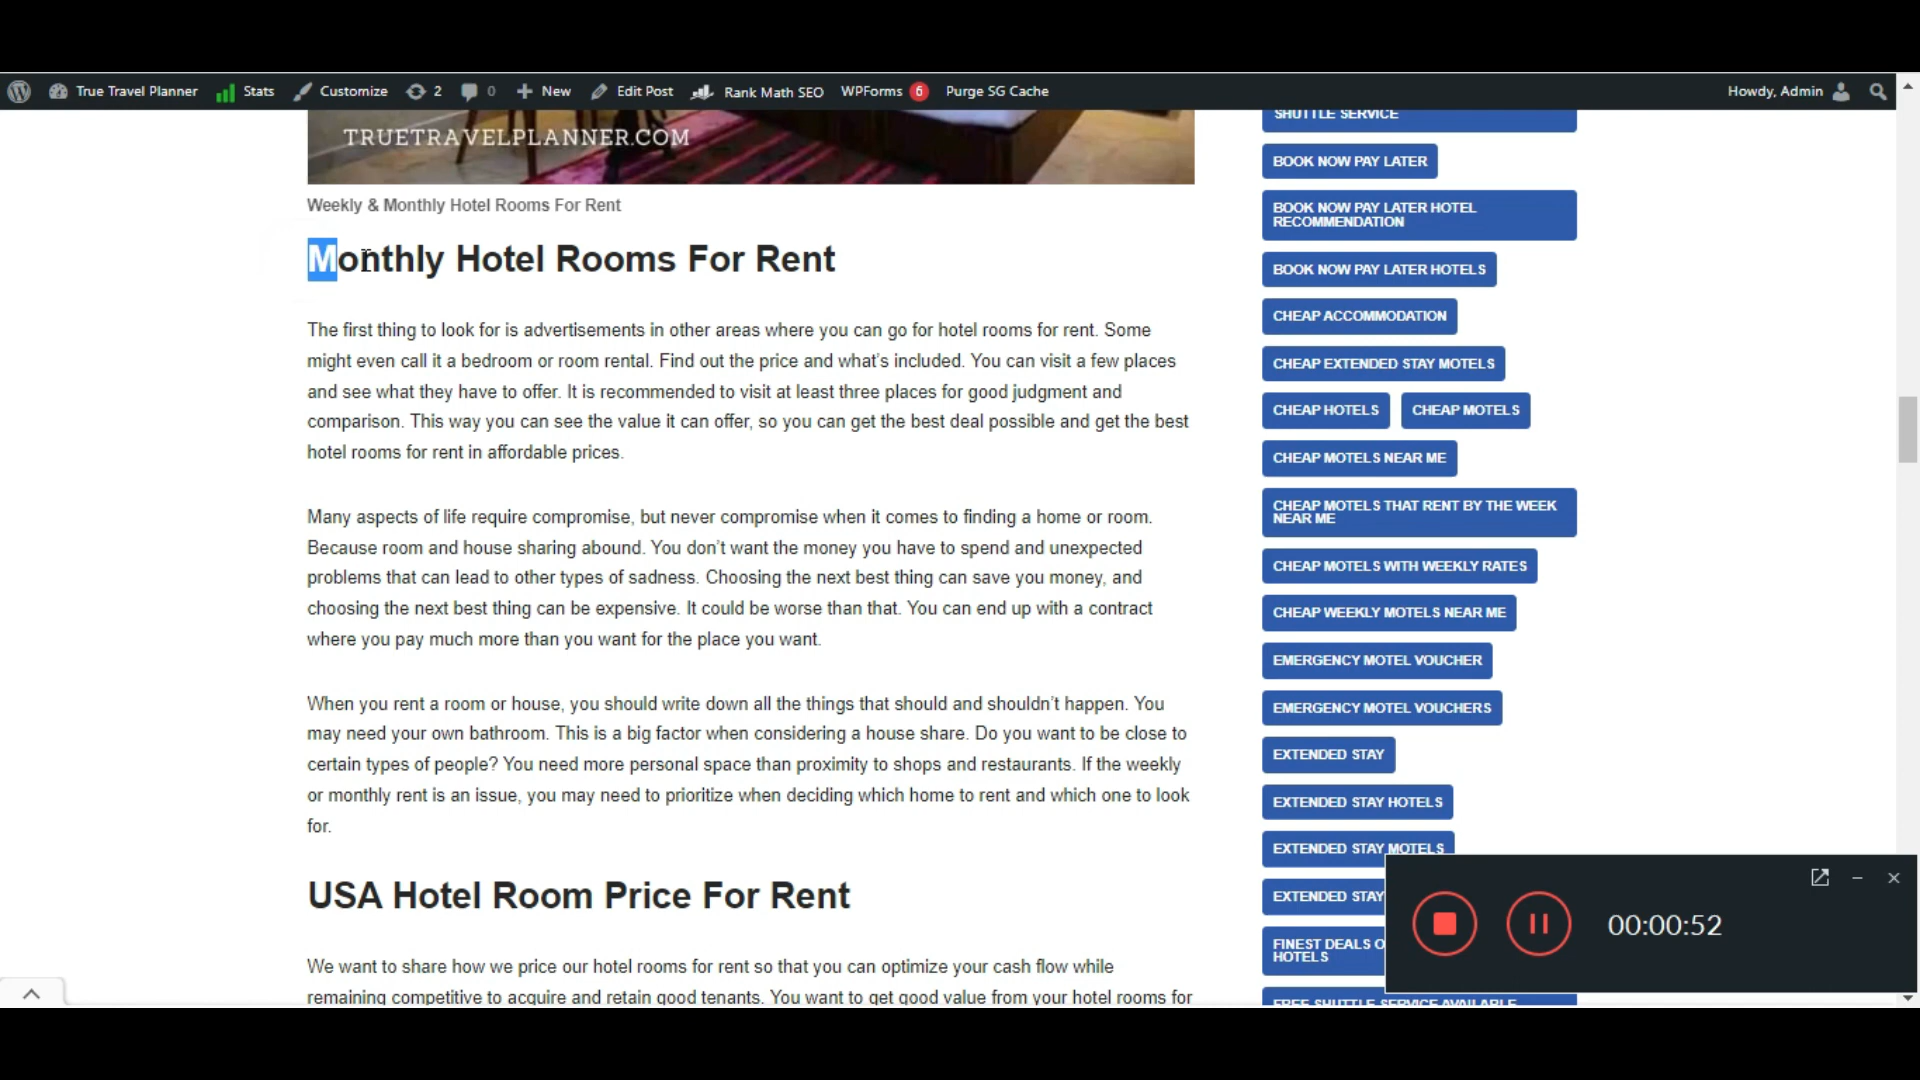 True Travel Planner Stats Customize 2 0 New Edit Post Rank Math SEO WPForms 6 Purge SG Cache Howdy, Admin
TRUETRAVELPLANNER.COM
Weekly & Monthly Hotel Rooms For Rent
Monthly Hotel Rooms For Rent
The first thing to look for is advertisements in other areas where you can go for hotel rooms for rent. Some
might even call it a bedroom or room rental. Find out the price and what's included. You can visit a few places
and see what they have to offer. It is recommended to visit at least three places for good judgment and
comparison. This way you can see the value it can offer, so you can get the best deal possible and get the best
hotel rooms for rent in affordable prices.
Many aspects of life require compromise, but never compromise when it comes to finding a home or room.
Because room and house sharing abound. You don't want the money you have to spend and unexpected
problems that can lead to other types of sadness. Choosing the next best thing can save you money, and
choosing the next best thing can be expensive. It could be worse than that. You can end up with a contract
where you pay much more than you want for the place you want.
When you rent a room or house, you should write down all the things that should and shouldn't happen. You
may need your own bathroom. This is a big factor when considering a house share. Do you want to be close to
certain types of people? You need more personal space than proximity to shops and restaurants. If the weekly
or monthly rent is an issue, you may need to prioritize when deciding which home to rent and which one to look
for.
USA Hotel Room Price For Rent
We want to share how we price our hotel rooms for rent so that you can optimize your cash flow while
remaining competitive to acquire and retain good tenants. You want to get good value from your hotel rooms for
SHUTTLE SERVICE
BOOK NOW PAY LATER
BOOK NOW PAY LATER HOTEL
RECOMMENDATION
BOOK NOW PAY LATER HOTELS
CHEAP ACCOMMODATION
CHEAP EXTENDED STAY MOTELS
CHEAP HOTELS CHEAP MOTELS
CHEAP MOTELS NEAR ME
CHEAP MOTELS THAT RENT BY THE WEEK
NEAR ME
CHEAP MOTELS WITH WEEKLY RATES
CHEAP WEEKLY MOTELS NEAR ME
EMERGENCY MOTEL VOUCHER
EMERGENCY MOTEL VOUCHERS
EXTENDED STAY
EXTENDED STAY HOTELS
EXTENDED STAY MOTELS
EXTENDED STAY
FINEST DEALS O
HOTELS
FREE SHUTTLE SERVICE AVAILABLE
00:00:52